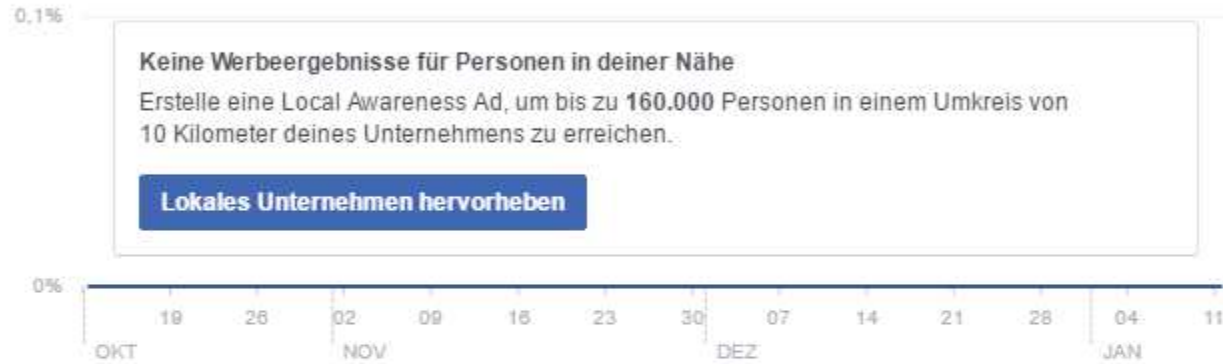 0,1%
Keine Werbeergebnisse für Personen in deiner Nähe
Erstelle eine Local Awareness Ad, um bis zu 160.000 Personen in einem Umkreis von
10 Kilometer deines Unternehmens zu erreichen.
Lokales Unternehmen hervorheben
0%
19 26 02 09 16 23 30 07 14 21 28 04 11
OKT NOV DEZ JAN